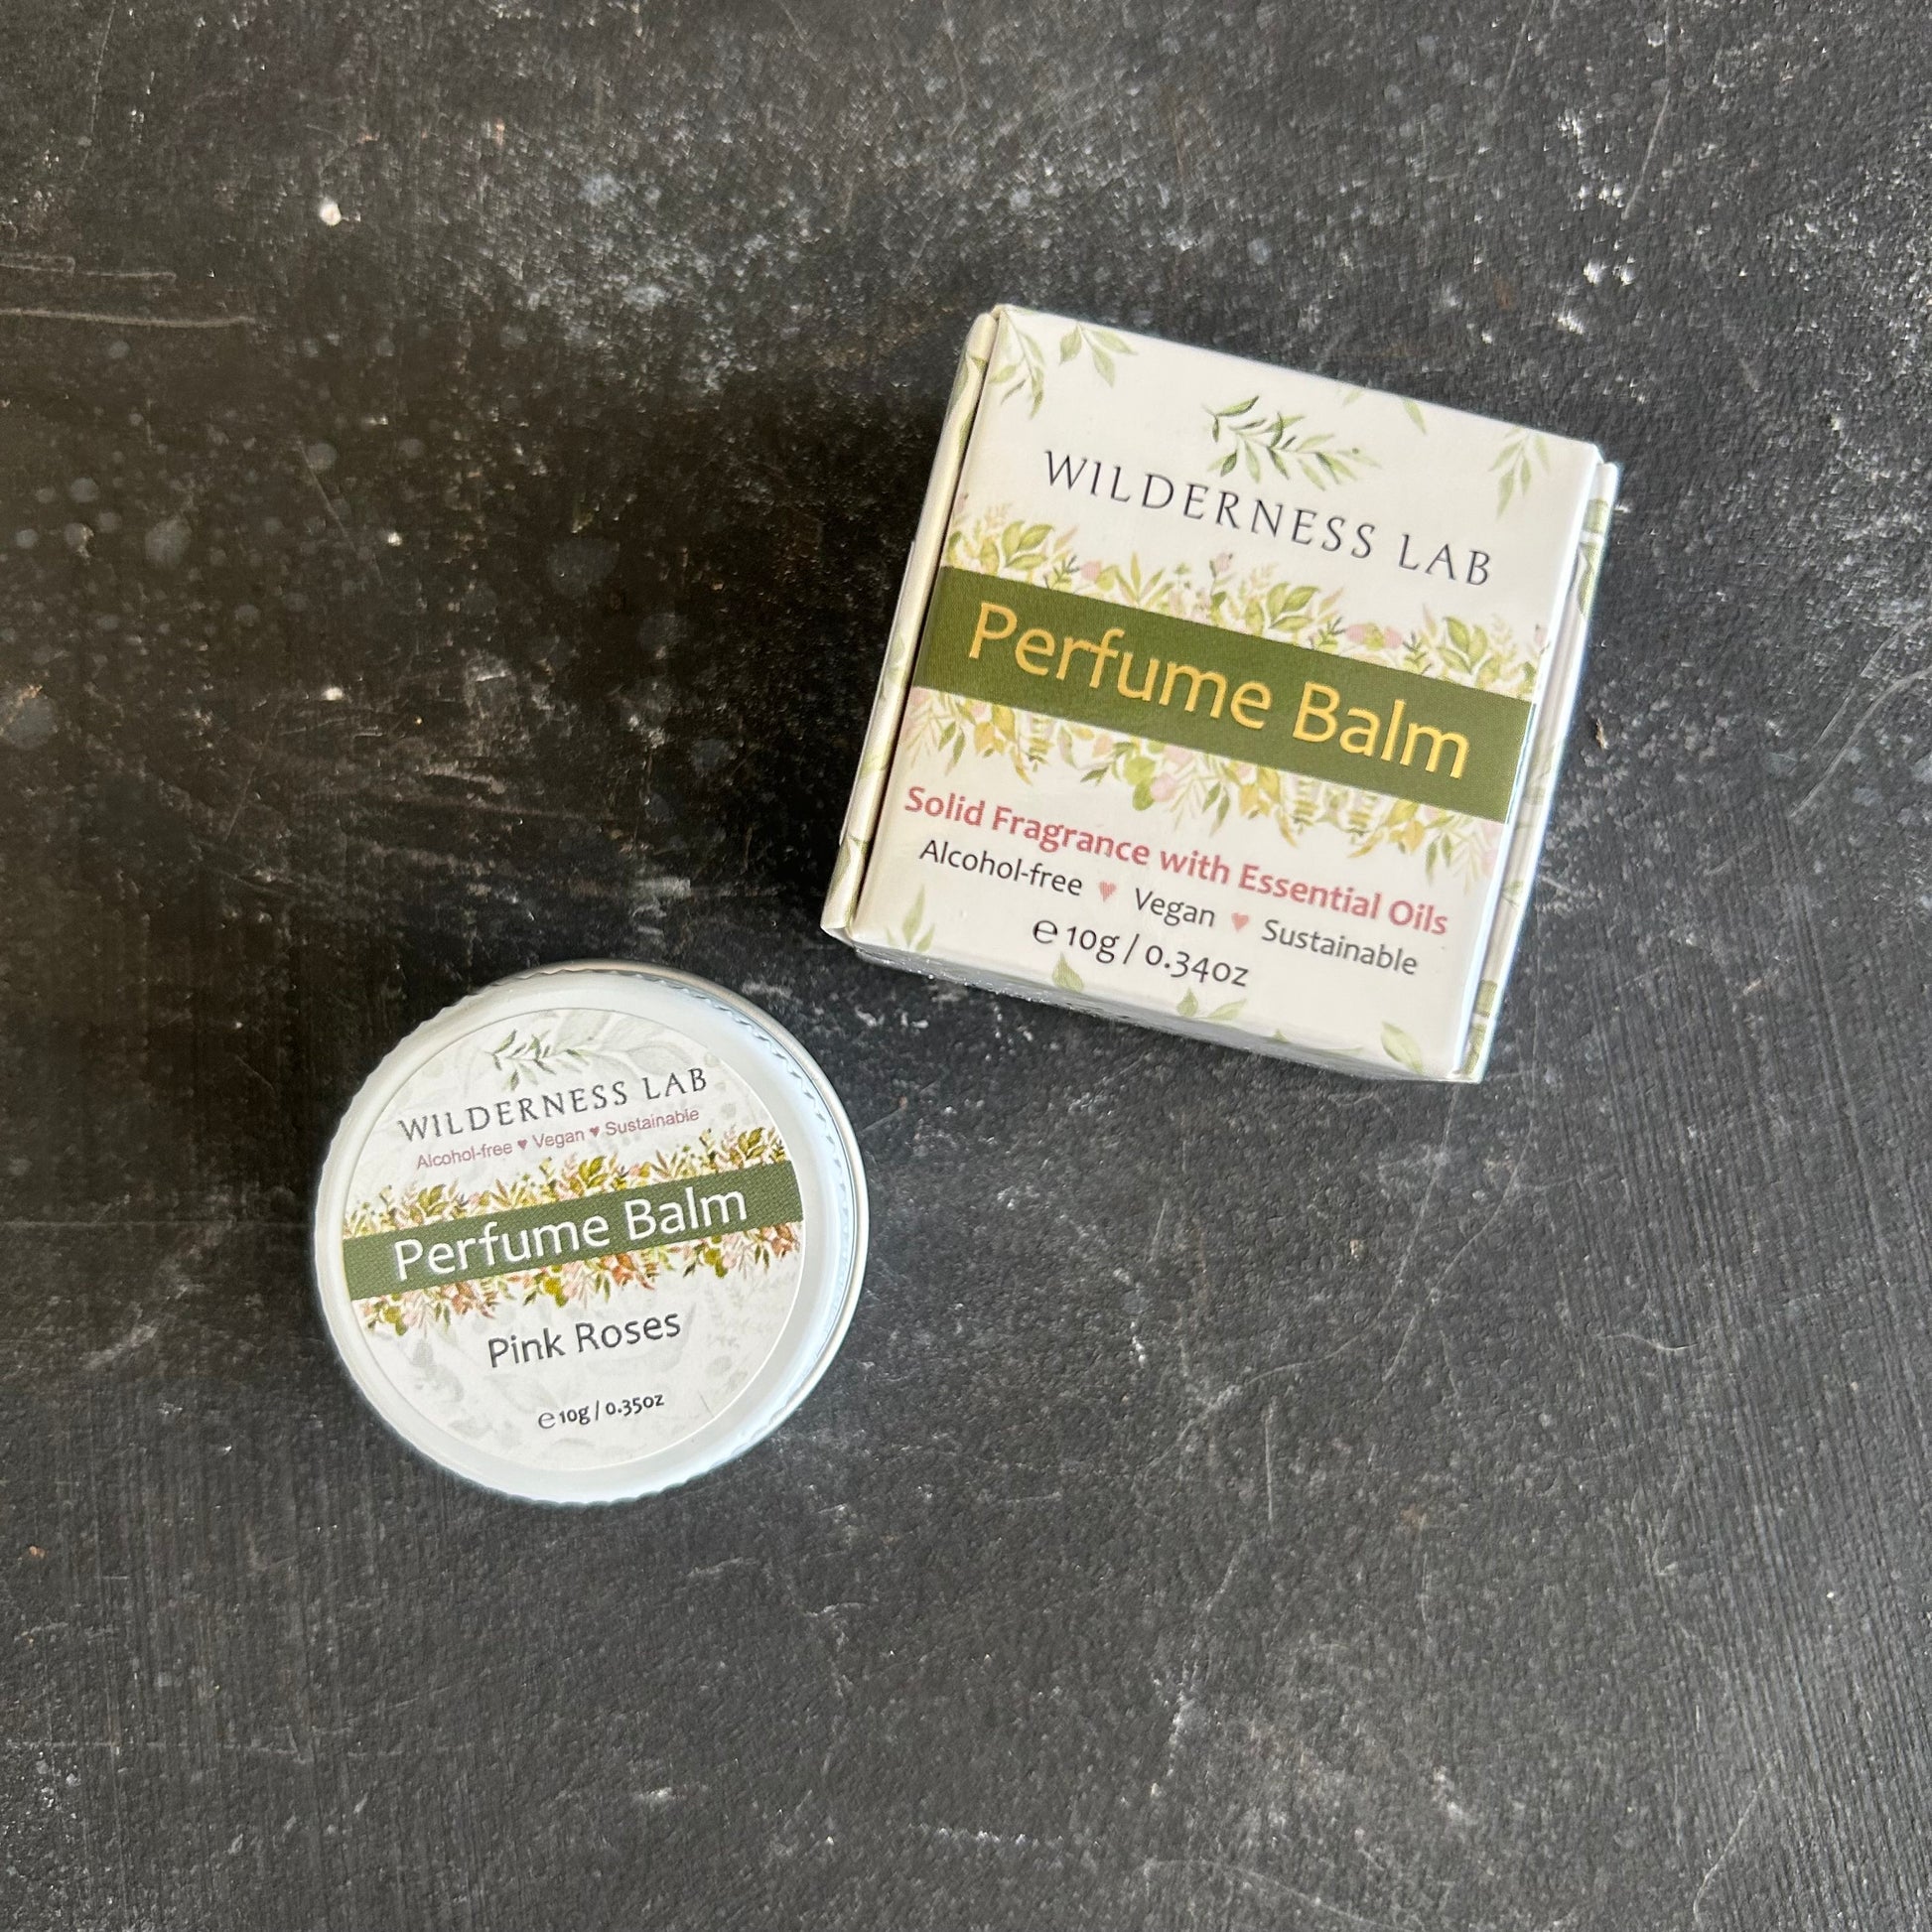 WILDERNESS LAB
Perfume Balm
Solid Fragrance with Essential Oils
Alcohol-free ♥ Vegan ♥ Sustainable
℮ 10g / 0.34oz
WILDERNESS LAB
Alcohol-free ♥ Vegan ♥ Sustainable
Perfume Balm
Pink Roses
℮ 10g / 0.35oz